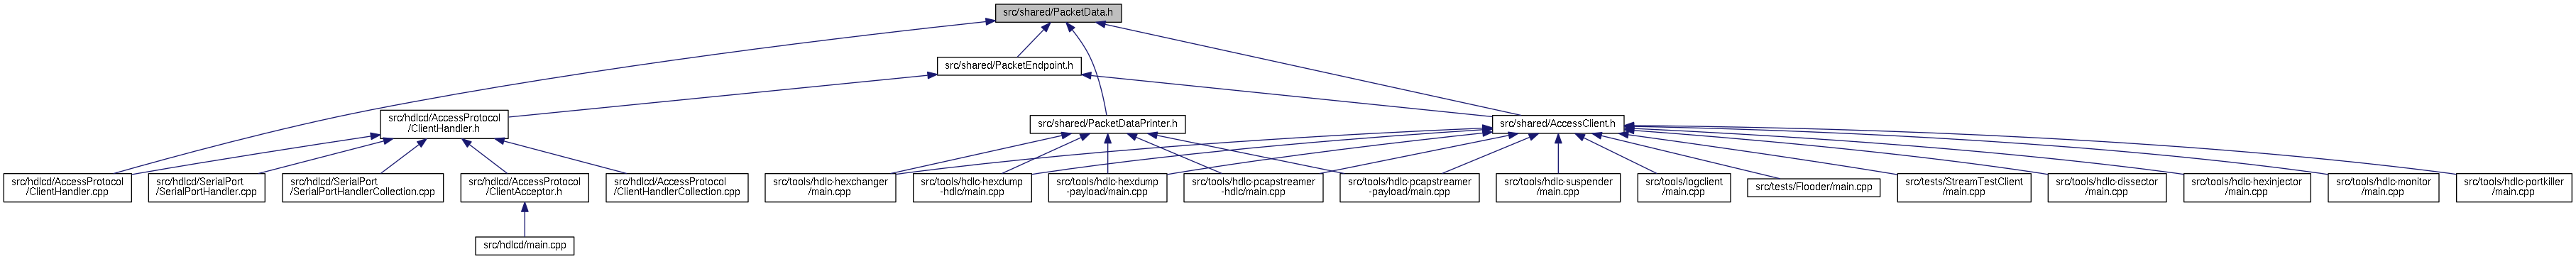 src/shared/PacketData.h
src/shared/PacketEndpoint.h
src/hdlcd/AccessProtocol
/ClientHandler.h
src/shared/PacketDataPrinter.h
src/shared/AccessClient.h
src/hdlcd/AccessProtocol
/ClientHandler.cpp
src/hdlcd/SerialPort
/SerialPortHandler.cpp
src/hdlcd/SerialPort
/SerialPortHandlerCollection.cpp
src/hdlcd/AccessProtocol
/ClientAcceptor.h
src/hdlcd/AccessProtocol
/ClientHandlerCollection.cpp
src/tools/hdlc-hexchanger
/main.cpp
src/tools/hdlc-hexdump
-hdlc/main.cpp
src/tools/hdlc-hexdump
-payload/main.cpp
src/tools/hdlc-pcapstreamer
-hdlc/main.cpp
src/tools/hdlc-pcapstreamer
-payload/main.cpp
src/tools/hdlc-suspender
/main.cpp
src/tools/logclient
/main.cpp
src/tests/Flooder/main.cpp
src/tests/StreamTestClient
/main.cpp
src/tools/hdlc-dissector
/main.cpp
src/tools/hdlc-hexinjector
/main.cpp
src/tools/hdlc-monitor
/main.cpp
src/tools/hdlc-portkiller
/main.cpp
src/hdlcd/main.cpp